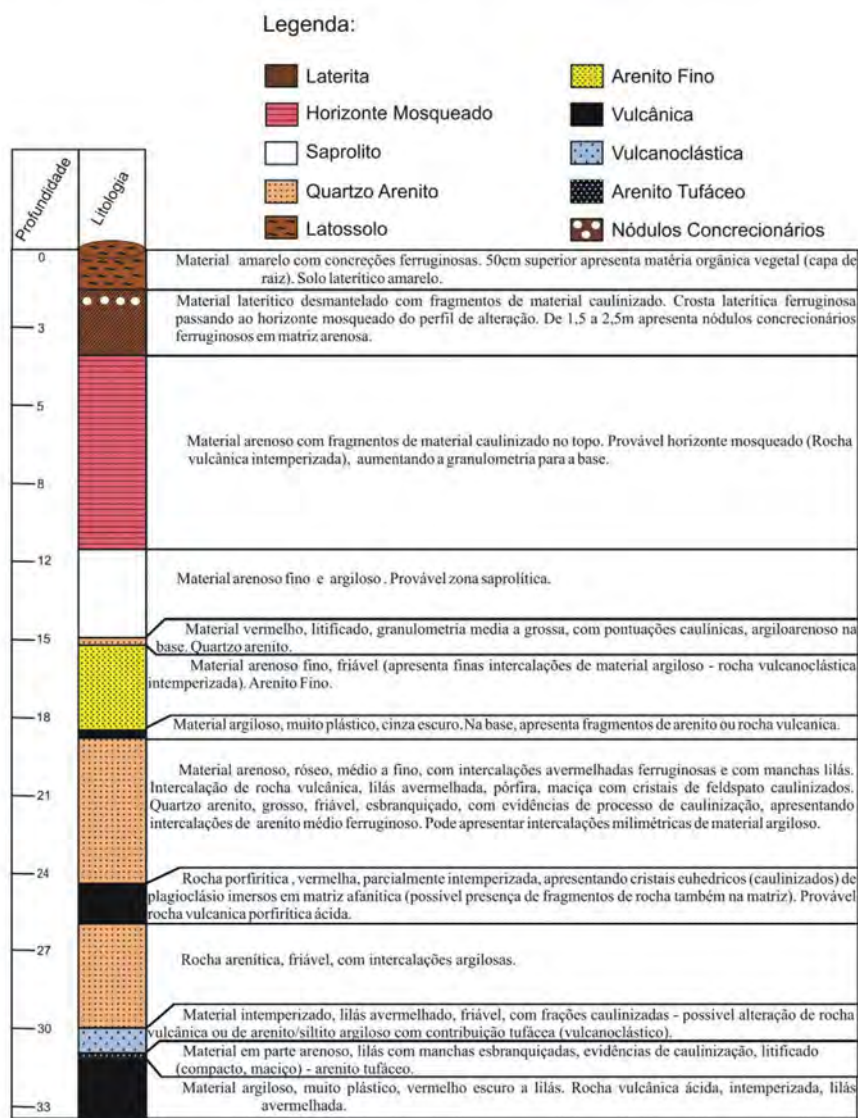 Legenda:
Laterita
Arenito Fino
Horizonte Mosqueado
Vulcânica
Saprolito
Vulcanoclástica
Quartzo Arenito
Arenito Tufáceo
Latossolo
Nódulos Concrecionários
Profundidade
Litologia
0
Material amarelo com concreções ferruginosas. 50cm superior apresenta matéria orgânica vegetal (capa de
raiz). Solo laterítico amarelo.
Material laterítico desmantelado com fragmentos de material caulinizado. Crosta laterítica ferruginosa
passando ao horizonte mosqueado do perfil de alteração. De 1,5 a 2,5m apresenta nódulos concrecionários
ferruginosos em matriz arenosa.
3
5
Material arenoso com fragmentos de material caulinizado no topo. Provável horizonte mosqueado (Rocha
vulcânica intemperizada), aumentando a granulometria para a base.
8
12
Material arenoso fino e argiloso . Provável zona saprolítica.
Material vermelho, litificado, granulometria media a grossa, com pontuações caulínicas, argiloarenoso na
base. Quartzo arenito.
15
Material arenoso fino, friável (apresenta finas intercalações de material argiloso - rocha vulcanoclástica
intemperizada). Arenito Fino.
18
Material argiloso, muito plástico, cinza escuro. Na base, apresenta fragmentos de arenito ou rocha vulcanica.
Material arenoso, róseo, médio a fino, com intercalações avermelhadas ferruginosas e com manchas lilás.
Intercalação de rocha vulcânica, lilás avermelhada, pórfira, maciça com cristais de feldspato caulinizados.
Quartzo arenito, grosso, friável, esbranquiçado, com evidências de processo de caulinização, apresentando
intercalações de arenito médio ferruginoso. Pode apresentar intercalações milimétricas de material argiloso.
21
24
Rocha porfirítica , vermelha, parcialmente intemperizada, apresentando cristais euhedricos (caulinizados) de
plagioclásio imersos em matriz afanítica (possível presença de fragmentos de rocha também na matriz). Provável
rocha vulcanica porfirítica ácida.
27
Rocha arenítica, friável, com intercalações argilosas.
30
Material intemperizado, lilás avermelhado, friável, com frações caulinizadas - possível alteração de rocha
vulcânica ou de arenito/siltito argiloso com contribuição tufácea (vulcanoclástico).
Material em parte arenoso, lilás com manchas esbranquiçadas, evidências de caulinização, litificado
(compacto, maciço) - arenito tufáceo.
Material argiloso, muito plástico, vermelho escuro a lilás. Rocha vulcânica ácida, intemperizada, lilás
avermelhada.
33